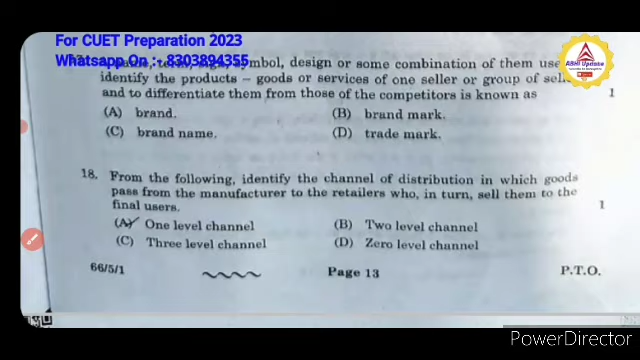 For CUET Preparation 2023
Whatsapp On :- 8303894355
ABHI Update
symbol, design or some combination of them use
identify the products – goods or services of one seller or group of
and to differentiate them from those of the competitors is known as 1
(A) brand. (B) brand mark.
(C) brand name. (D) trade mark.
18. From the following, identify the channel of distribution in which goods
pass from the manufacturer to the retailers who, in turn, sell them to the
final users. 1
(A) One level channel (B) Two level channel
(C) Three level channel (D) Zero level channel
66/5/1 Page 13 P.T.O.
PowerDirector